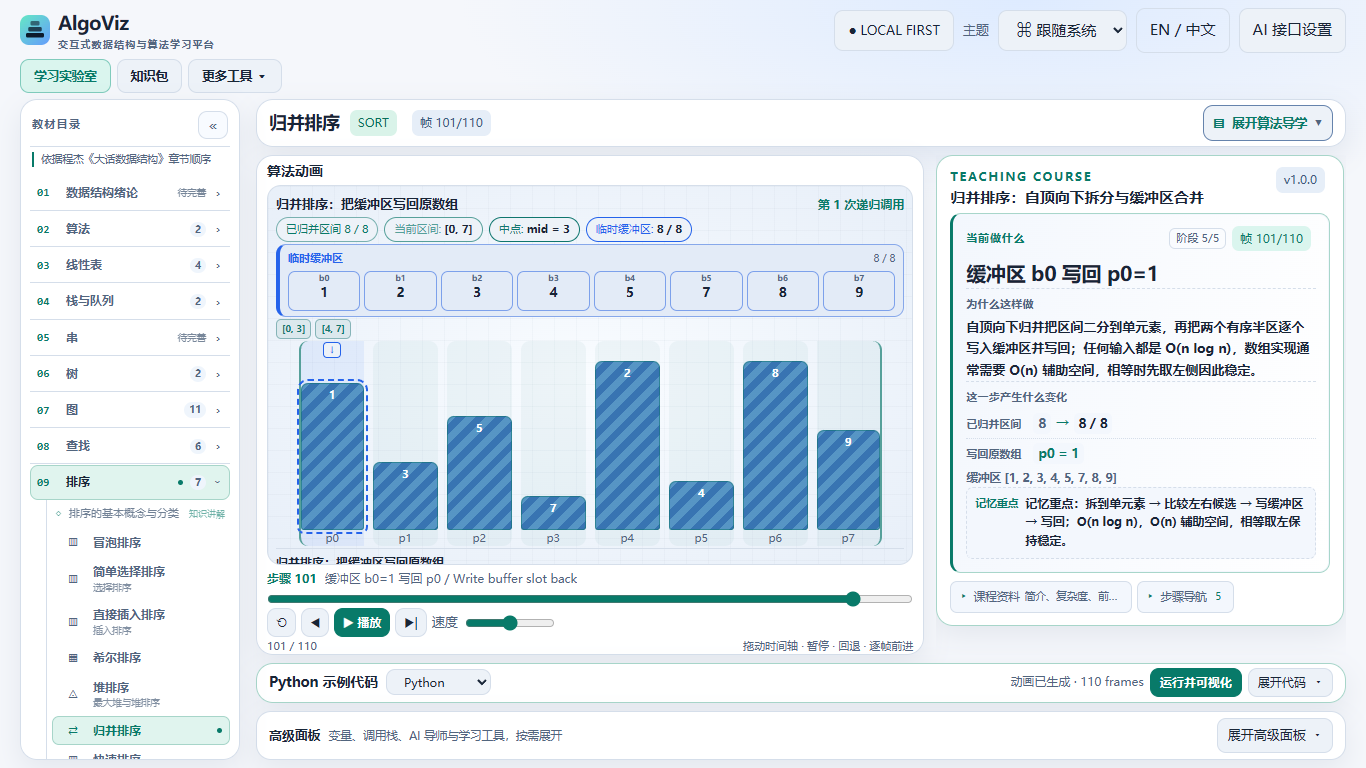 AlgoViz
交互式数据结构与算法学习平台
● LOCAL FIRST
主题
⌘ 跟随系统
EN / 中文
AI 接口设置
学习实验室
知识包
更多工具
教材目录
«
依据程杰《大话数据结构》章节顺序
01 数据结构绪论 待完善 ›
02 算法 2 ›
03 线性表 4 ›
04 栈与队列 2 ›
05 串 待完善 ›
06 树 2 ›
07 图 11 ›
08 查找 6 ›
09 排序 7
排序的基本概念与分类 知识讲解
冒泡排序
简单选择排序
选择排序
直接插入排序
插入排序
希尔排序
堆排序
最大堆与堆排序
归并排序
快速排序
归并排序 SORT 帧 101/110
展开算法导学 ▼
算法动画
归并排序：把缓冲区写回原数组
第 1 次递归调用
已归并区间 8 / 8
当前区间: [0, 7]
中点: mid = 3
临时缓冲区: 8 / 8
临时缓冲区 8 / 8
b0 b1 b2 b3 b4 b5 b6 b7
1 2 3 4 5 7 8 9
[0, 3] [4, 7]
1 3 5 7 2 4 8 9
p0 p1 p2 p3 p4 p5 p6 p7
归并排序：把缓冲区写回原数组
步骤 101 缓冲区 b0=1 写回 p0 / Write buffer slot back
▶ 播放
速度
101 / 110
拖动时间轴 · 暂停 · 回退 · 逐帧前进
TEACHING COURSE
v1.0.0
归并排序：自顶向下拆分与缓冲区合并
当前做什么
阶段 5/5
帧 101/110
缓冲区 b0 写回 p0=1
为什么这样做
自顶向下归并把区间二分到单元素，再把两个有序半区逐个
写入缓冲区并写回；任何输入都是 O(n log n)，数组实现通
常需要 O(n) 辅助空间，相等时先取左侧因此稳定。
这一步产生什么变化
已归并区间 8 → 8 / 8
写回原数组 p0 = 1
缓冲区 [1, 2, 3, 4, 5, 7, 8, 9]
记忆重点 记忆重点：拆到单元素 → 比较左右候选 → 写缓冲区
→ 写回；O(n log n)，O(n) 辅助空间，相等取左保
持稳定。
课程资料 简介、复杂度、前...
步骤导航 5
Python 示例代码
Python
动画已生成 · 110 frames
运行并可视化
展开代码
高级面板 变量、调用栈、AI 导师与学习工具，按需展开
展开高级面板